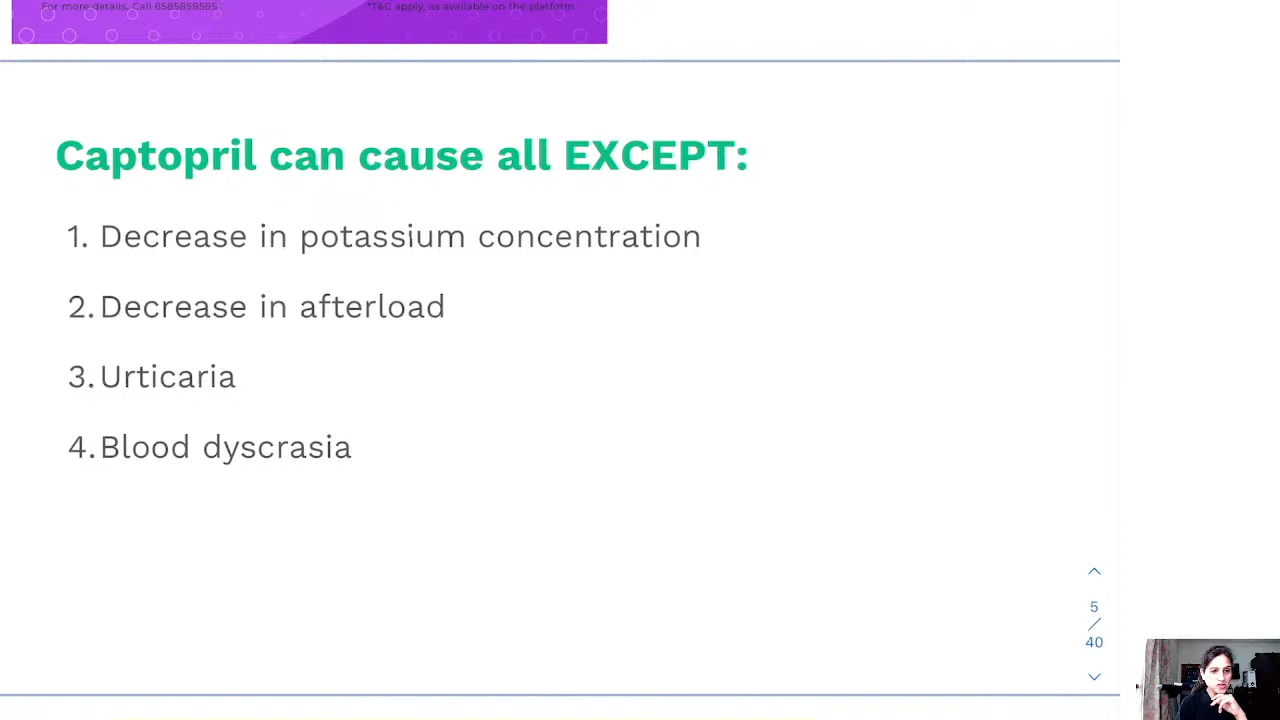 For more details, Call 8585858585
*T&C apply, as available on the platform
Captopril can cause all EXCEPT:
1. Decrease in potassium concentration
2. Decrease in afterload
3. Urticaria
4. Blood dyscrasia
5
/
40